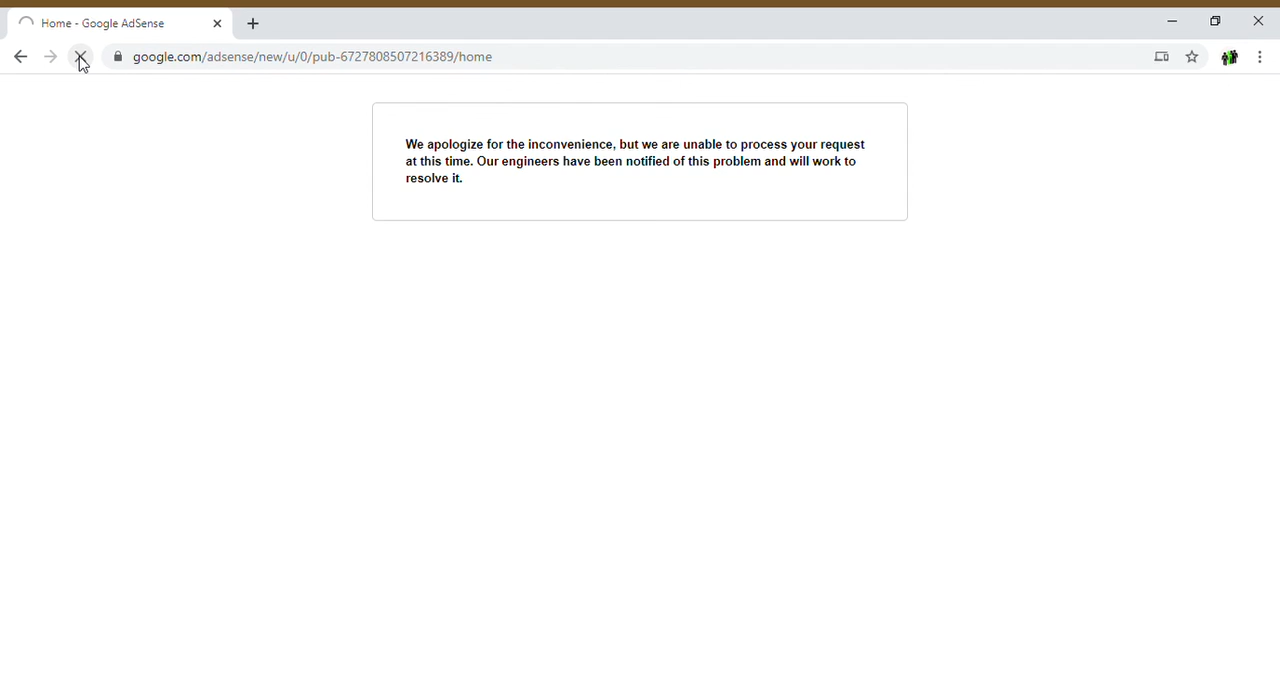 Home - Google AdSense
google.com/adsense/new/u/0/pub-6727808507216389/home
We apologize for the inconvenience, but we are unable to process your request
at this time. Our engineers have been notified of this problem and will work to
resolve it.